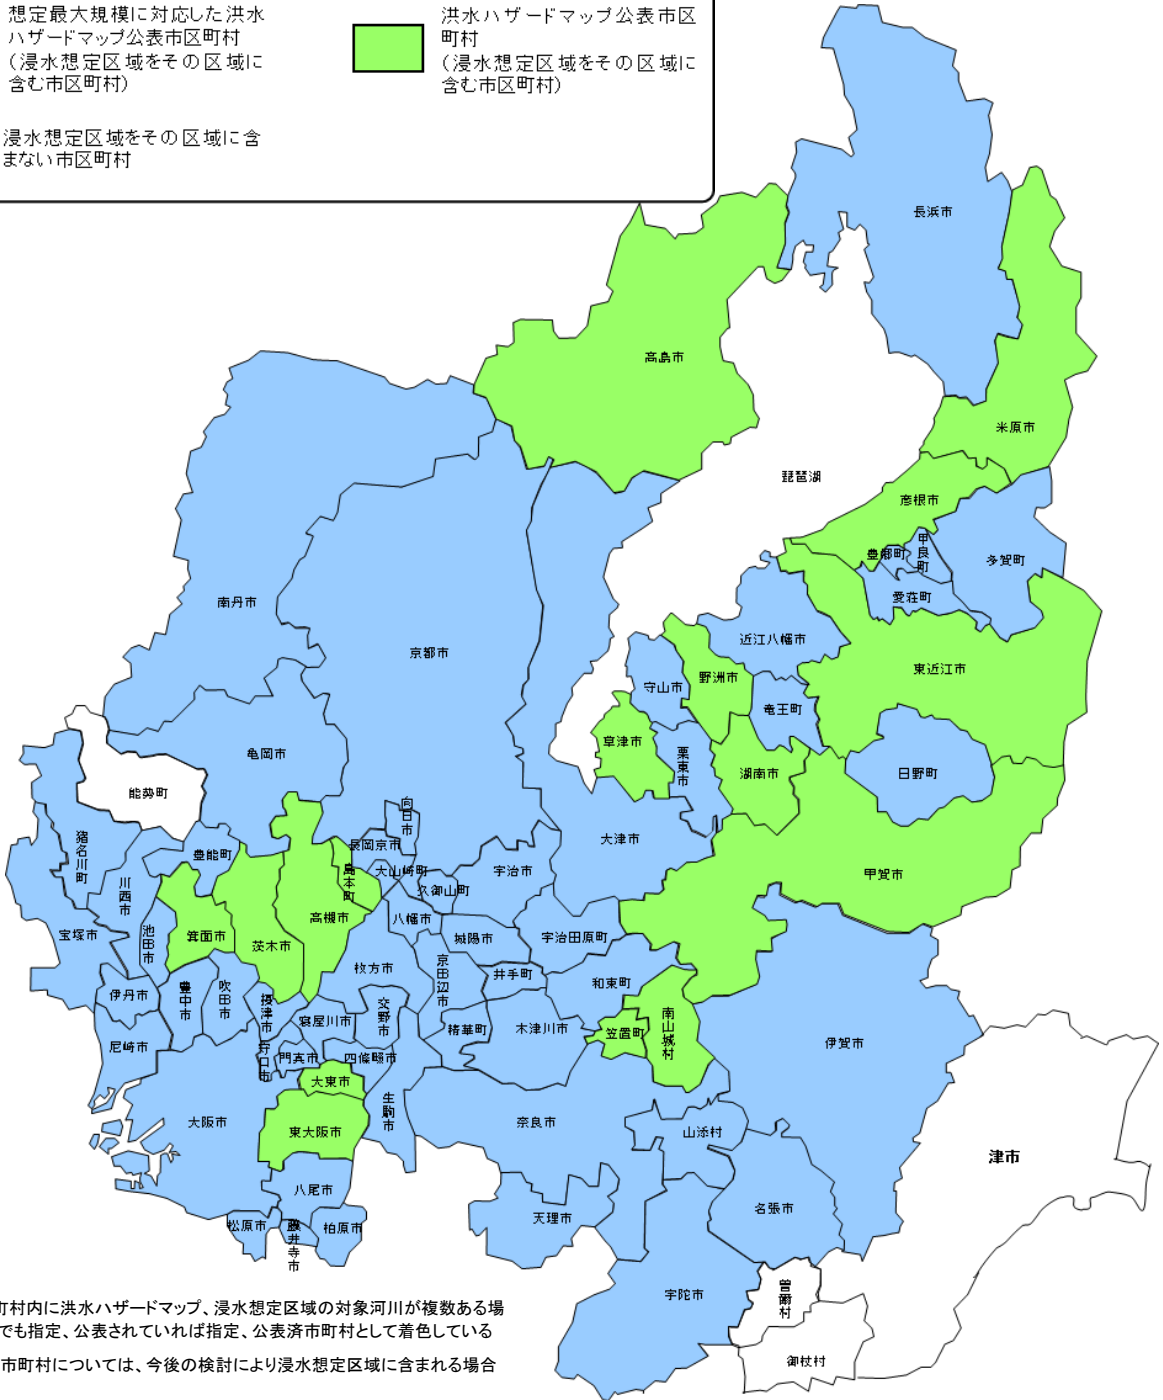 想定最大規模に対応した洪水
ハザードマップ公表市区町村
（浸水想定区域をその区域に
含む市区町村）
洪水ハザードマップ公表市区
町村
（浸水想定区域をその区域に
含む市区町村）
浸水想定区域をその区域に含
まない市区町村
長浜市
高島市
米原市
琵琶湖
彦根市
豊郷町
甲良町
多賀町
愛荘町
南丹市
京都市
近江八幡市
東近江市
守山市
野洲市
竜王町
草津市
栗東市
湖南市
日野町
亀岡市
能勢町
向日市
長岡京市
大津市
猪名川町
豊能町
島本町
大山崎町
宇治市
甲賀市
川西市
久御山町
高槻市
八幡市
宝塚市
池田市
箕面市
茨木市
城陽市
宇治田原町
枚方市
京田辺市
井手町
和束町
伊丹市
豊中市
吹田市
摂津市
寝屋川市
交野市
精華町
木津川市
笠置町
南山城村
伊賀市
尼崎市
守口市
門真市
四條畷市
大東市
大阪市
東大阪市
生駒市
奈良市
山添村
津市
八尾市
松原市
藤井寺市
柏原市
天理市
名張市
宇陀市
曽爾村
御杖村
町村内に洪水ハザードマップ、浸水想定区域の対象河川が複数ある場
でも指定、公表されていれば指定、公表済市町村として着色している
市町村については、今後の検討により浸水想定区域に含まれる場合